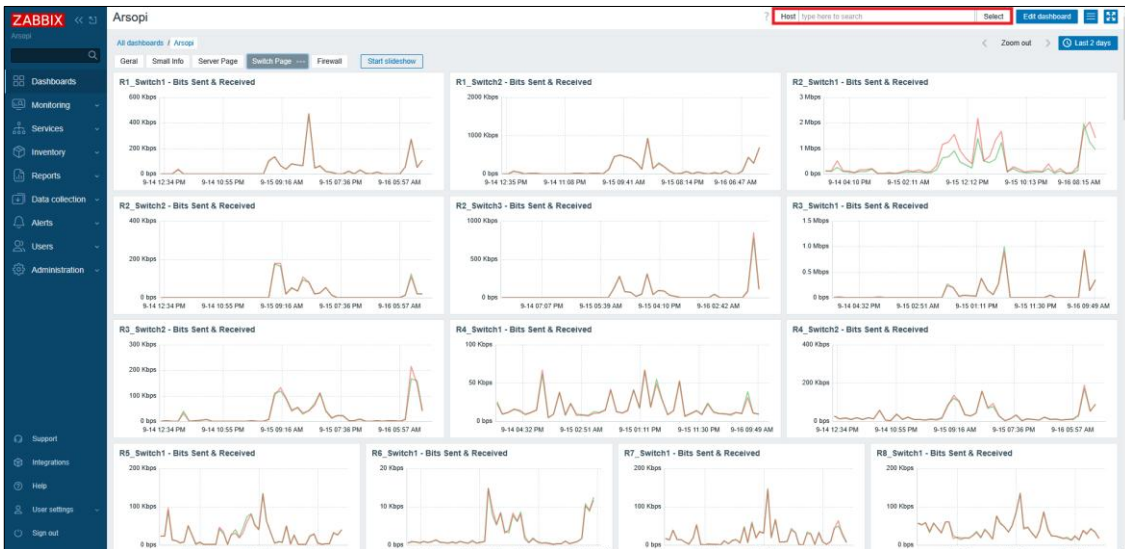 ZABBIX
Arsopi
Arsopi
? Host type here to search Select Edit dashboard
All dashboards / Arsopi
Zoom out Last 2 days
Geral Small Info Server Page Switch Page Firewall Start slideshow
Dashboards
Monitoring
Services
Inventory
Reports
Data collection
Alerts
Users
Administration
Support
Integrations
Help
User settings
Sign out
R1_Switch1 - Bits Sent & Received
600 Kbps
400 Kbps
200 Kbps
0 bps
9-14 12:34 PM 9-14 10:55 PM 9-15 09:16 AM 9-15 07:36 PM 9-16 05:57 AM
R1_Switch2 - Bits Sent & Received
2000 Kbps
1000 Kbps
0 bps
9-14 12:35 PM 9-14 11:08 PM 9-15 09:41 AM 9-15 08:14 PM 9-16 06:47 AM
R2_Switch1 - Bits Sent & Received
3 Mbps
2 Mbps
1 Mbps
0 bps
9-14 04:10 PM 9-15 02:11 AM 9-15 12:12 PM 9-15 10:13 PM 9-16 08:15 AM
R2_Switch2 - Bits Sent & Received
400 Kbps
200 Kbps
0 bps
9-14 12:34 PM 9-14 10:55 PM 9-15 09:16 AM 9-15 07:36 PM 9-16 05:57 AM
R2_Switch3 - Bits Sent & Received
1000 Kbps
500 Kbps
0 bps
9-14 07:07 PM 9-15 05:39 AM 9-15 04:10 PM 9-16 02:42 AM
R3_Switch1 - Bits Sent & Received
1.5 Mbps
1.0 Mbps
0.5 Mbps
0 bps
9-14 04:32 PM 9-15 02:51 AM 9-15 01:11 PM 9-15 11:30 PM 9-16 09:49 AM
R3_Switch2 - Bits Sent & Received
300 Kbps
200 Kbps
100 Kbps
0 bps
9-14 12:34 PM 9-14 10:55 PM 9-15 09:16 AM 9-15 07:36 PM 9-16 05:57 AM
R4_Switch1 - Bits Sent & Received
100 Kbps
50 Kbps
0 bps
9-14 04:32 PM 9-15 02:51 AM 9-15 01:11 PM 9-15 11:30 PM 9-16 09:49 AM
R4_Switch2 - Bits Sent & Received
400 Kbps
200 Kbps
0 bps
9-14 12:34 PM 9-14 10:55 PM 9-15 09:16 AM 9-15 07:36 PM 9-16 05:57 AM
R5_Switch1 - Bits Sent & Received
200 Kbps
100 Kbps
0 bps
R6_Switch1 - Bits Sent & Received
20 Kbps
10 Kbps
0 bps
R7_Switch1 - Bits Sent & Received
200 Kbps
100 Kbps
0 bps
R8_Switch1 - Bits Sent & Received
200 Kbps
100 Kbps
0 bps